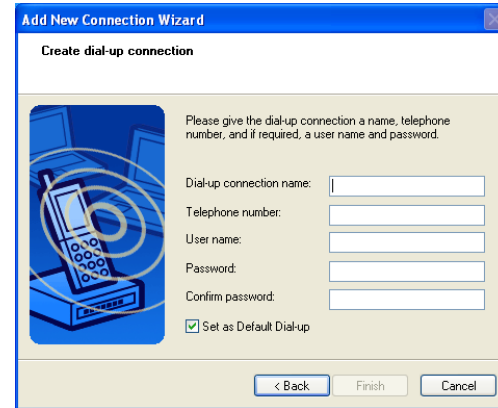 Add New Connection Wizard
Create dial-up connection
Please give the dial-up connection a name, telephone
number, and if required, a user name and password.
Dial-up connection name:
Telephone number:
User name:
Password:
Confirm password:
Set as Default Dial-up
< Back
Finish
Cancel